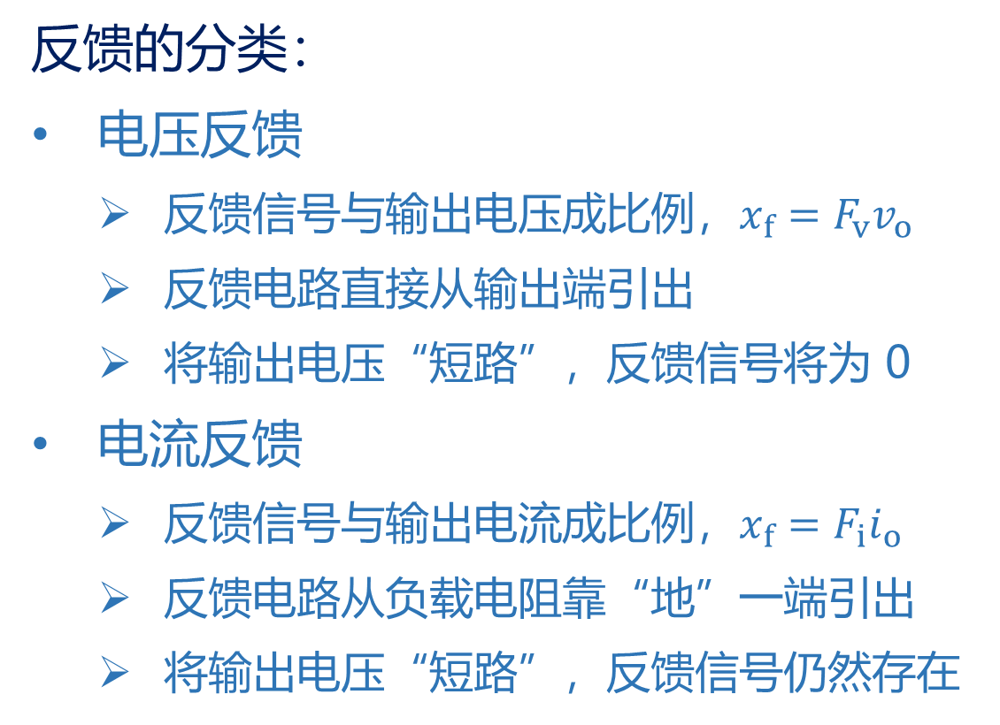 反馈的分类：
• 电压反馈
➢ 反馈信号与输出电压成比例，$x_{\mathrm{f}} = F_{\mathrm{v}} v_{\mathrm{o}}$
➢ 反馈电路直接从输出端引出
➢ 将输出电压“短路”，反馈信号将为 0
• 电流反馈
➢ 反馈信号与输出电流成比例，$x_{\mathrm{f}} = F_{\mathrm{i}} i_{\mathrm{o}}$
➢ 反馈电路从负载电阻靠“地”一端引出
➢ 将输出电压“短路”，反馈信号仍然存在